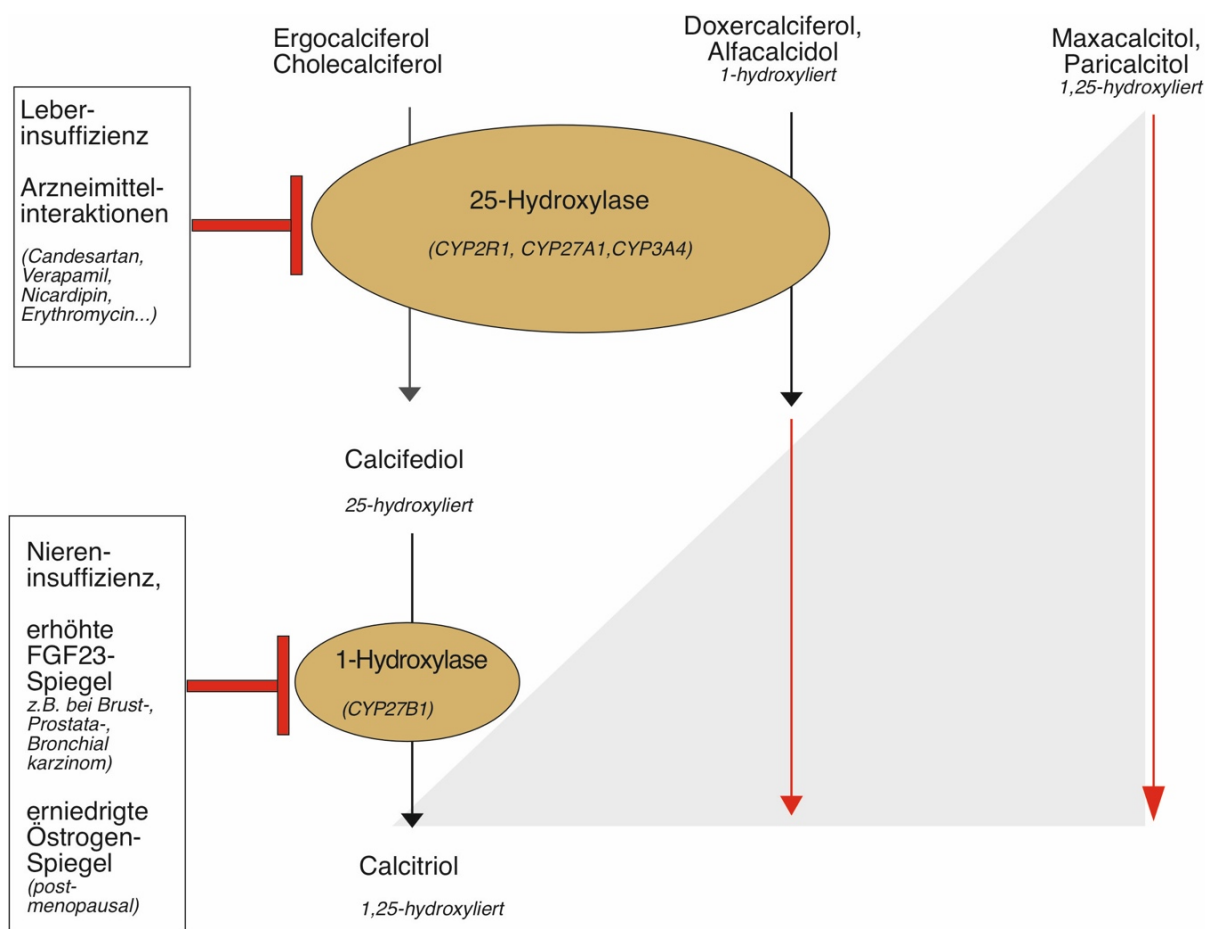 Ergocalciferol
Cholecalciferol
Doxercalciferol,
Alfacalcidol
1-hydroxyliert
Maxacalcitol,
Paricalcitol
1,25-hydroxyliert
Leber-
insuffizienz
Arzneimittel-
interaktionen
(Candesartan,
Verapamil,
Nicardipin,
Erythromycin...)
25-Hydroxylase
(CYP2R1, CYP27A1,CYP3A4)
Calcifediol
25-hydroxyliert
Nieren-
insuffizienz,
erhöhte
FGF23-
Spiegel
z.B. bei Brust-,
Prostata-,
Bronchial
karzinom)
erniedrigte
Östrogen-
Spiegel
(post-
menopausal)
1-Hydroxylase
(CYP27B1)
Calcitriol
1,25-hydroxyliert